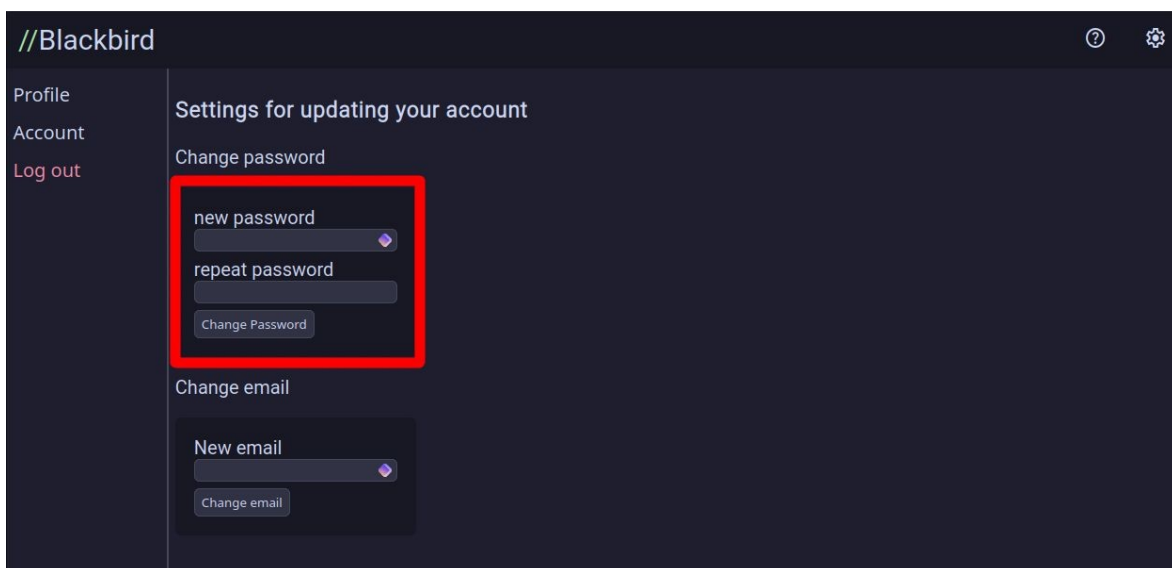 //Blackbird
Profile
Account
Log out
Settings for updating your account
Change password
new password
repeat password
Change Password
Change email
New email
Change email